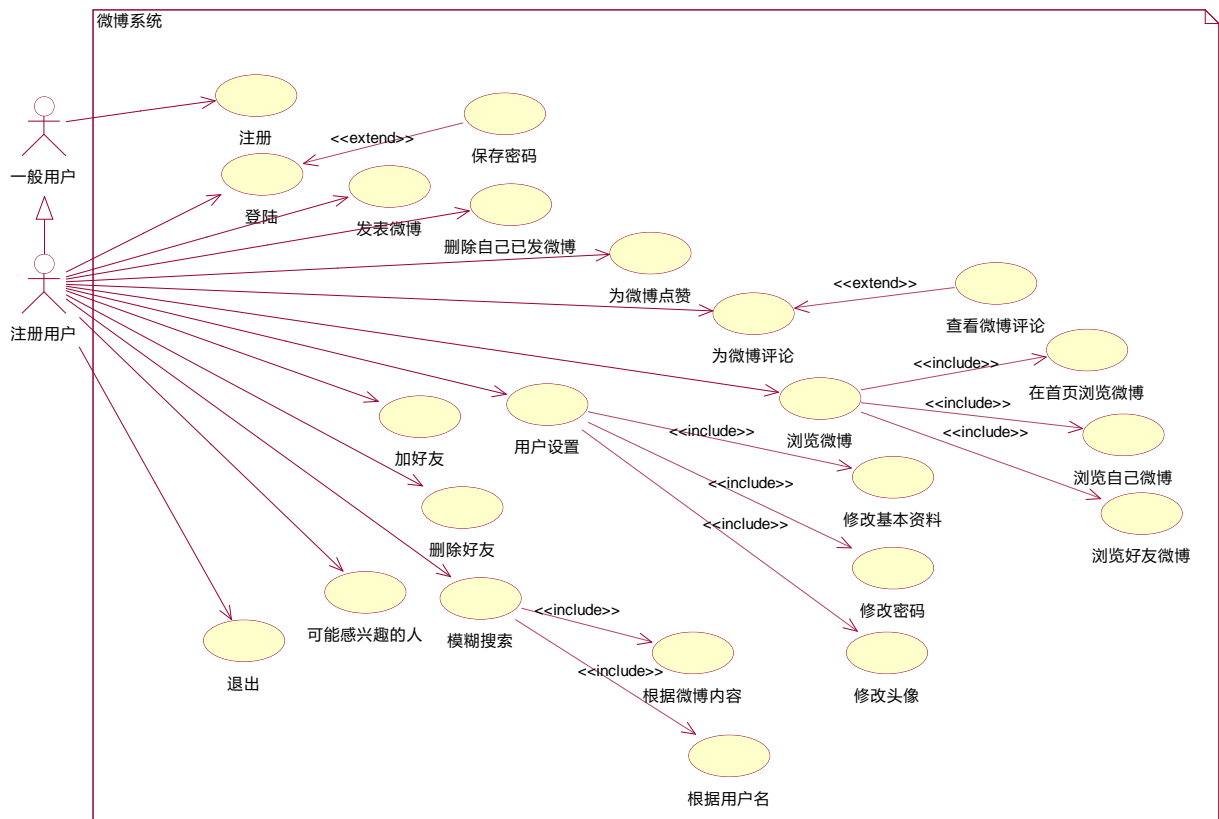 微博系统
注册
<<extend>>
保存密码
一般用户
登陆
发表微博
删除自己已发微博
为微博点赞
<<extend>>
查看微博评论
注册用户
为微博评论
<<include>>
在首页浏览微博
<<include>>
浏览微博
<<include>>
浏览自己微博
用户设置
<<include>>
加好友
修改基本资料
<<include>>
浏览好友微博
删除好友
<<include>>
修改密码
可能感兴趣的人
模糊搜索
<<include>>
退出
<<include>>
根据微博内容
修改头像
根据用户名